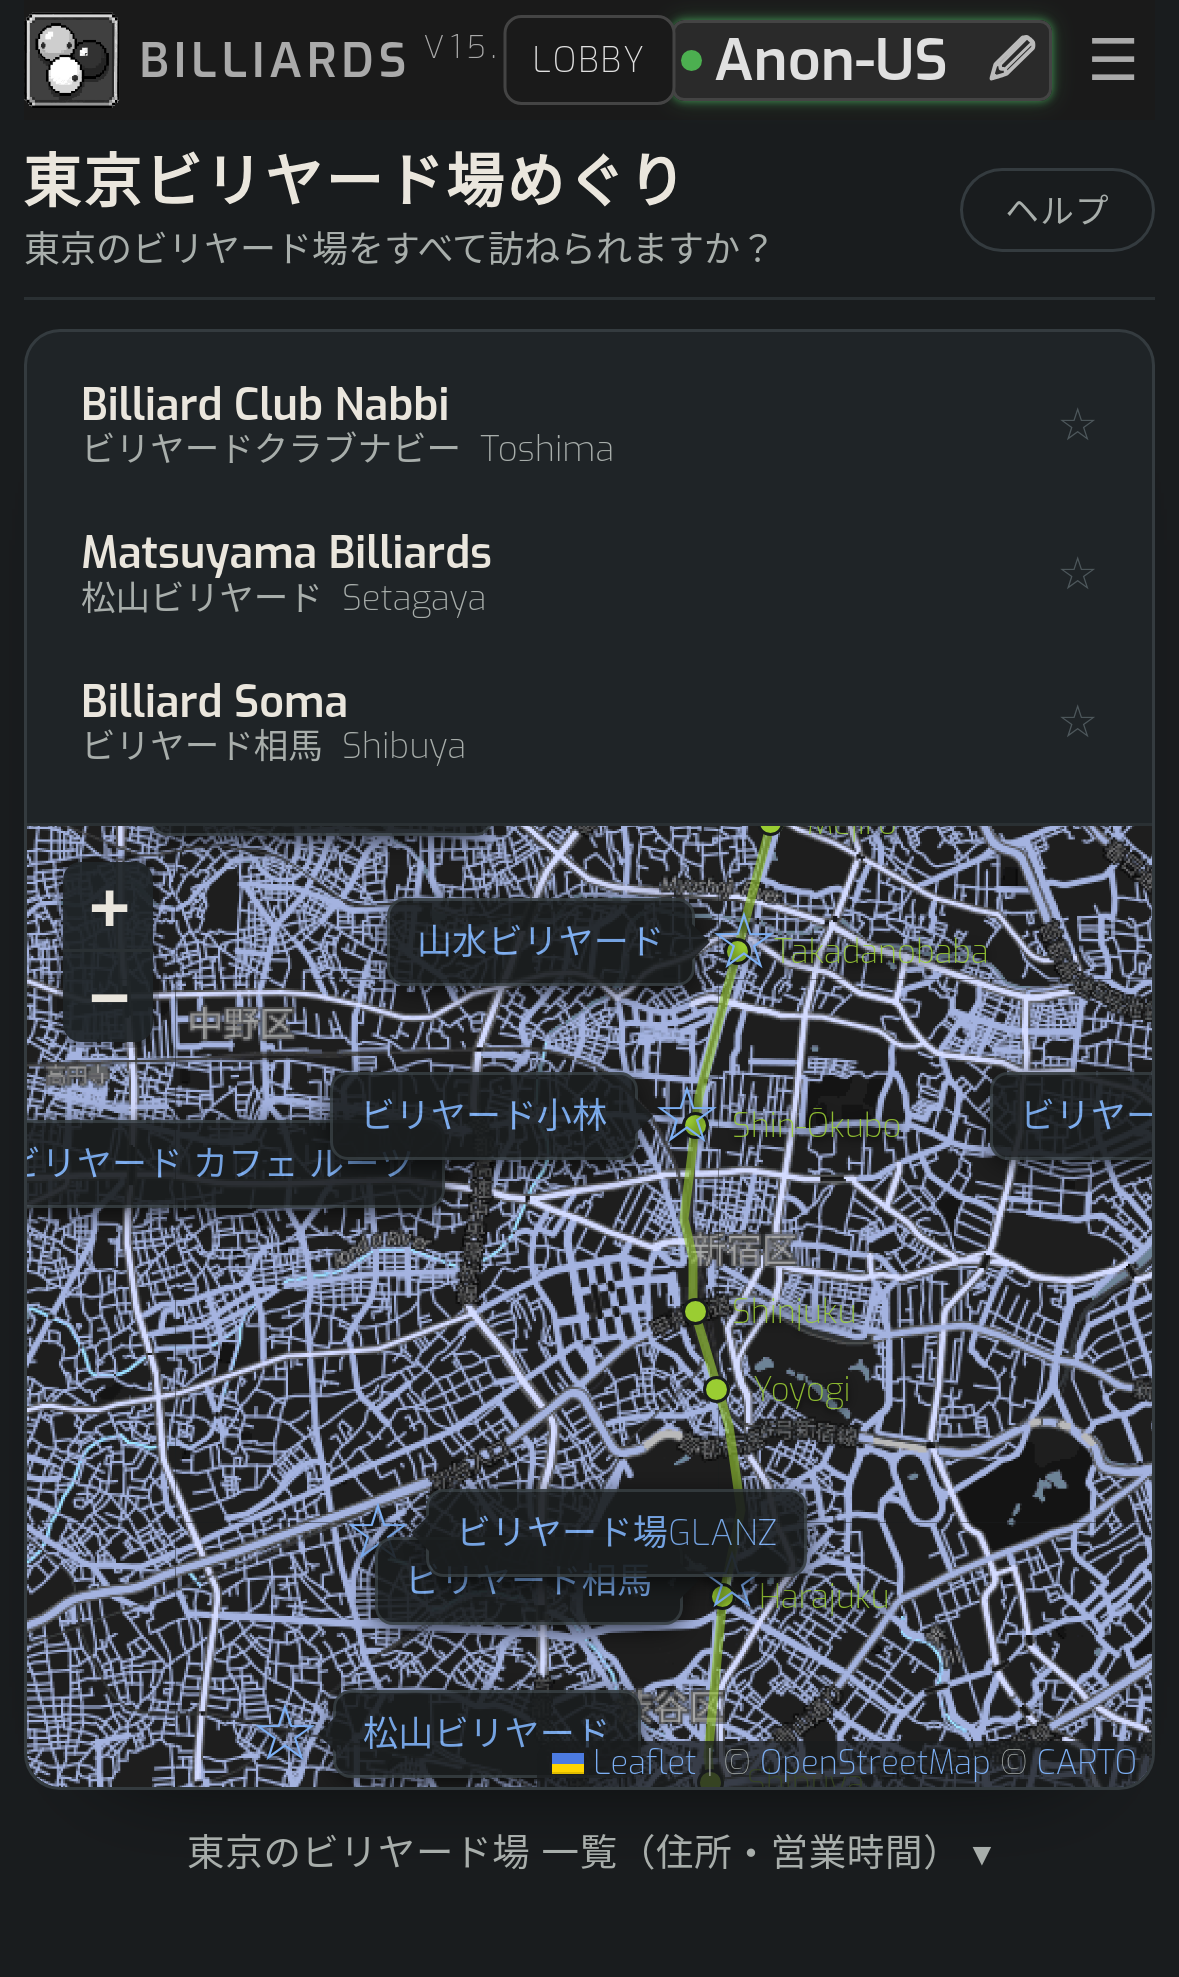 BILLIARDS V15.
LOBBY
Anon-US
東京ビリヤード場めぐり
東京のビリヤード場をすべて訪ねられますか？
ヘルプ
Billiard Club Nabbi
ビリヤードクラブナビー Toshima
☆
Matsuyama Billiards
松山ビリヤード Setagaya
☆
Billiard Soma
ビリヤード相馬 Shibuya
☆
+
−
山水ビリヤード
Takadanobaba
中野区
高円寺
ビリヤード小林
Shin-Ōkubo
ビリヤー
ビリヤード カフェ ルーツ
新宿区
Shinjuku
Yoyogi
ビリヤード場GLANZ
ビリヤード相馬
Harajuku
渋谷区
松山ビリヤード
Leaflet | © OpenStreetMap © CARTO
東京のビリヤード場 一覧（住所・営業時間） ▼